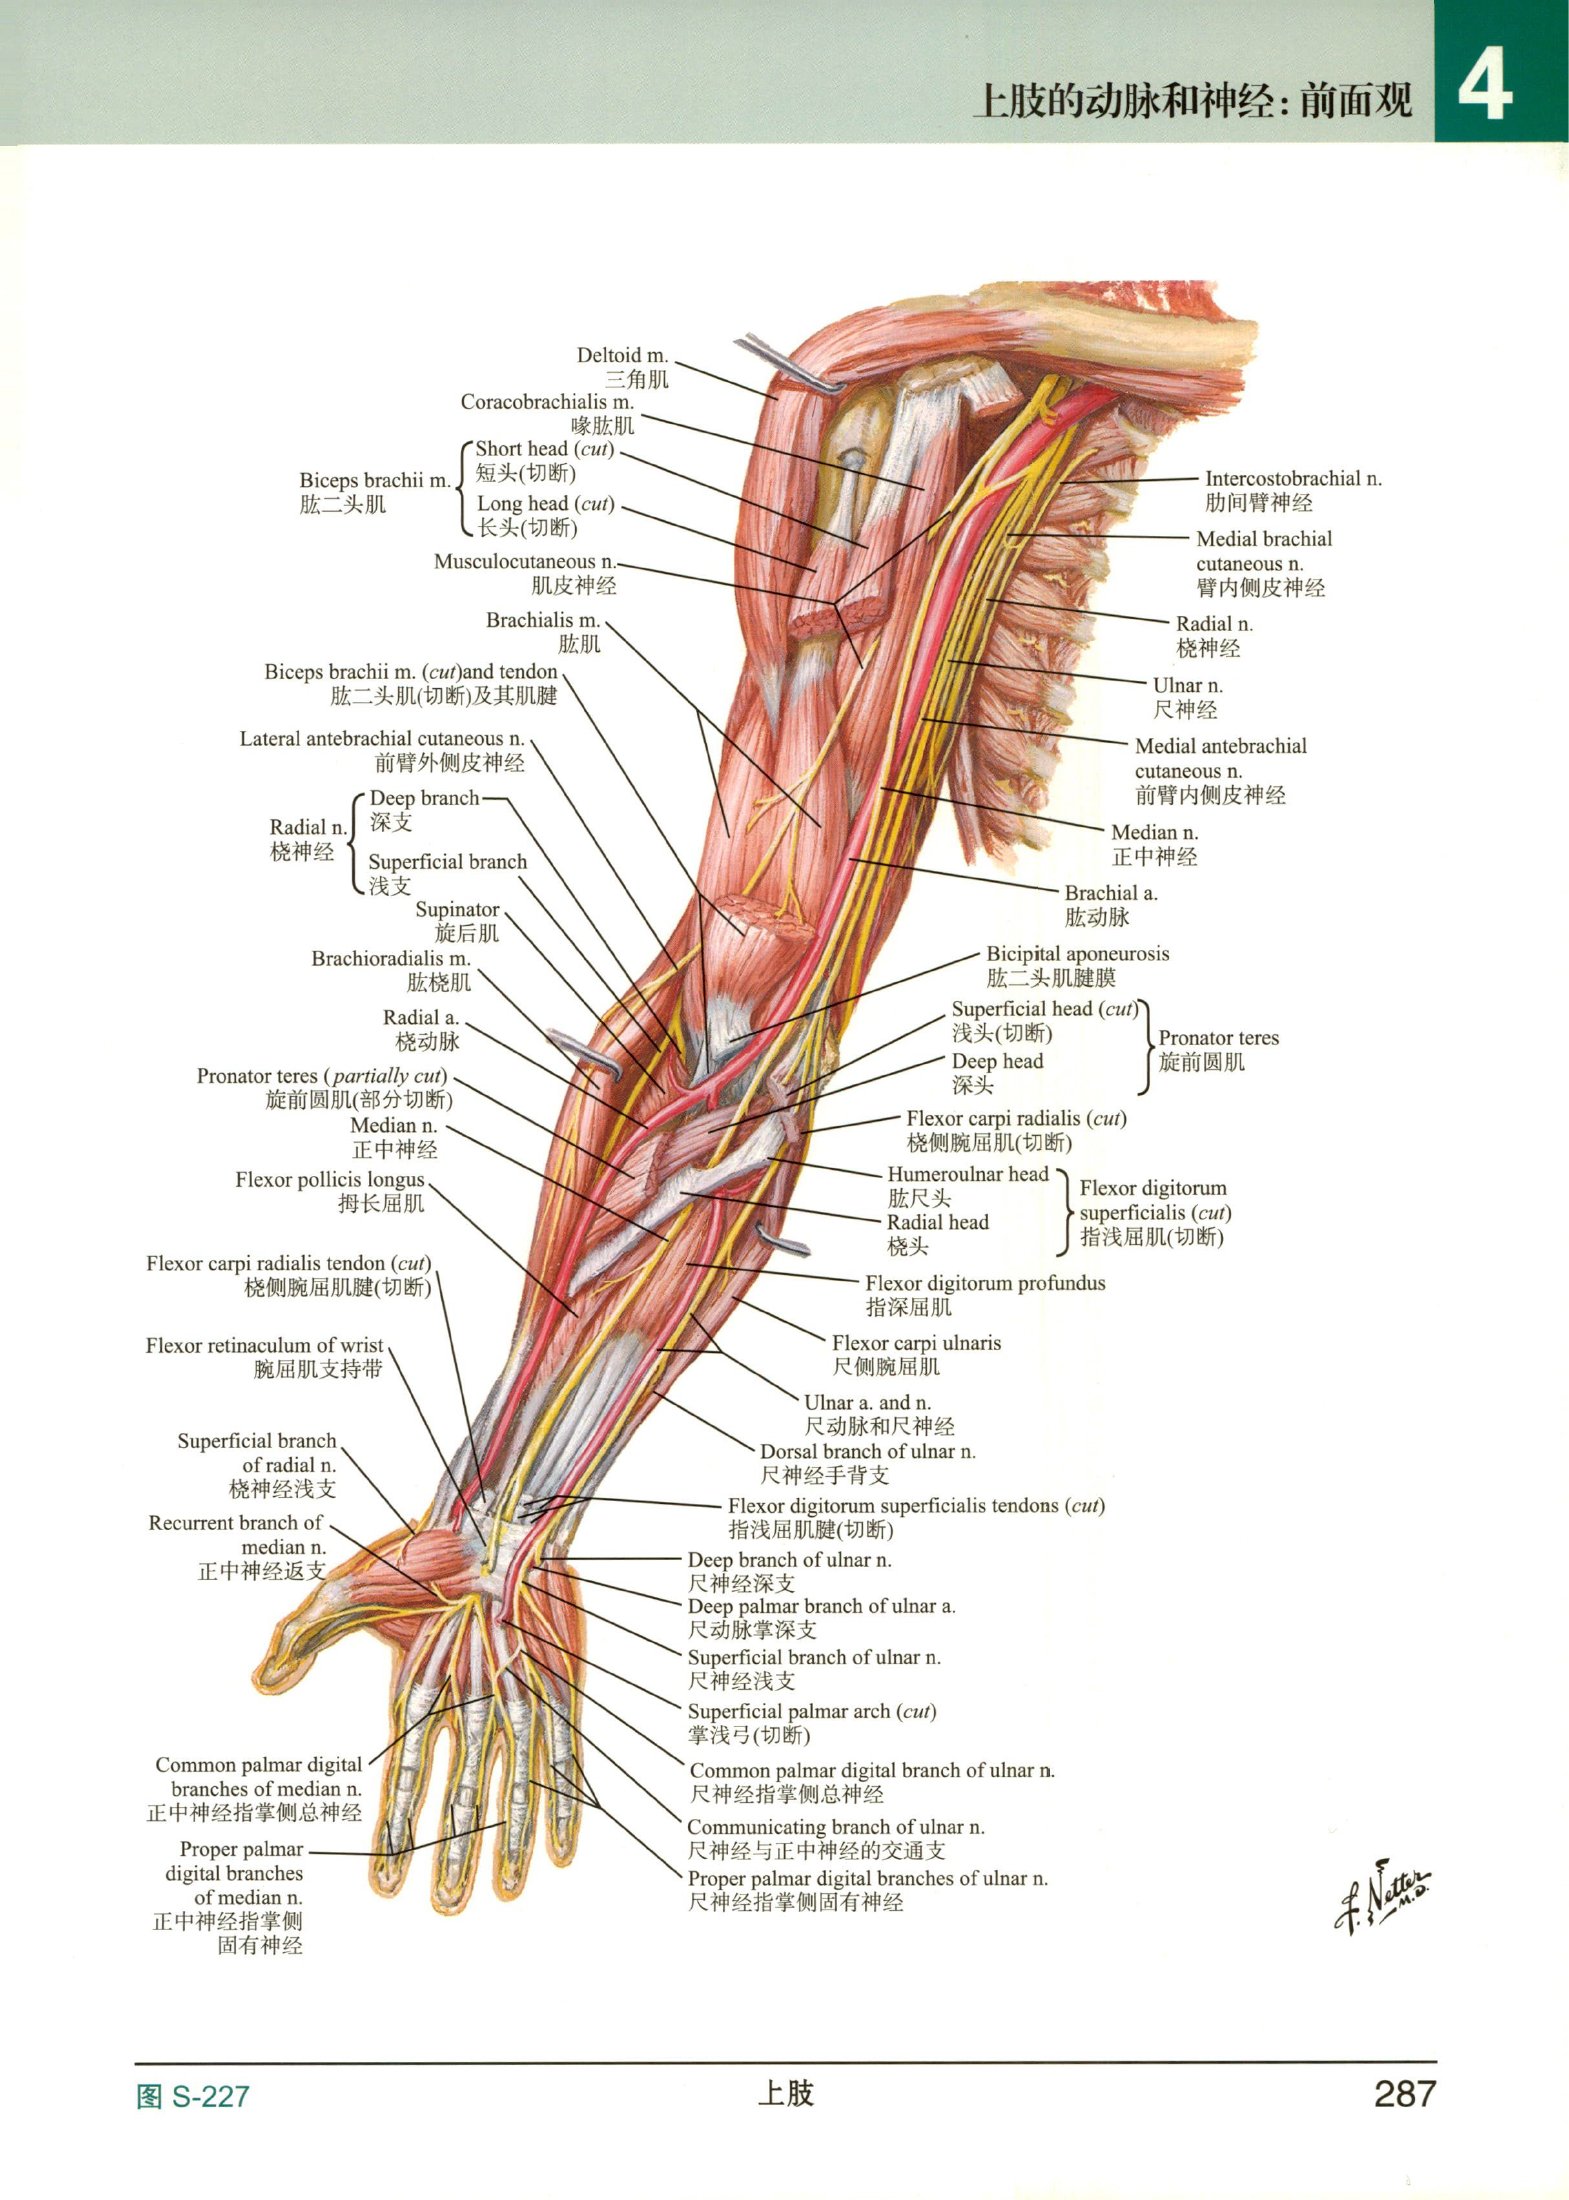 上肢的动脉和神经：前面观
4
Deltoid m.
三角肌
Coracobrachialis m.
喙肱肌
Biceps brachii m.
肱二头肌
Short head (cut)
短头(切断)
Long head (cut)
长头(切断)
Musculocutaneous n.
肌皮神经
Brachialis m.
肱肌
Biceps brachii m. (cut)and tendon
肱二头肌(切断)及其肌腱
Lateral antebrachial cutaneous n.
前臂外侧皮神经
Radial n.
桡神经
Deep branch
深支
Superficial branch
浅支
Supinator
旋后肌
Brachioradialis m.
肱桡肌
Radial a.
桡动脉
Pronator teres (partially cut)
旋前圆肌(部分切断)
Median n.
正中神经
Flexor pollicis longus
拇长屈肌
Flexor carpi radialis tendon (cut)
桡侧腕屈肌腱(切断)
Flexor retinaculum of wrist
腕屈肌支持带
Superficial branch
of radial n.
桡神经浅支
Recurrent branch of
median n.
正中神经返支
Common palmar digital
branches of median n.
正中神经指掌侧总神经
Proper palmar
digital branches
of median n.
正中神经指掌侧
固有神经
Intercostobrachial n.
肋间臂神经
Medial brachial
cutaneous n.
臂内侧皮神经
Radial n.
桡神经
Ulnar n.
尺神经
Medial antebrachial
cutaneous n.
前臂内侧皮神经
Median n.
正中神经
Brachial a.
肱动脉
Bicipital aponeurosis
肱二头肌腱膜
Superficial head (cut)
浅头(切断)
Deep head
深头
Pronator teres
旋前圆肌
Flexor carpi radialis (cut)
桡侧腕屈肌(切断)
Humeroulnar head
肱尺头
Radial head
桡头
Flexor digitorum
superficialis (cut)
指浅屈肌(切断)
Flexor digitorum profundus
指深屈肌
Flexor carpi ulnaris
尺侧腕屈肌
Ulnar a. and n.
尺动脉和尺神经
Dorsal branch of ulnar n.
尺神经手背支
Flexor digitorum superficialis tendons (cut)
指浅屈肌腱(切断)
Deep branch of ulnar n.
尺神经深支
Deep palmar branch of ulnar a.
尺动脉掌深支
Superficial branch of ulnar n.
尺神经浅支
Superficial palmar arch (cut)
掌浅弓(切断)
Common palmar digital branch of ulnar n.
尺神经指掌侧总神经
Communicating branch of ulnar n.
尺神经与正中神经的交通支
Proper palmar digital branches of ulnar n.
尺神经指掌侧固有神经
F. Netter
M.D.
图 S-227
上肢
287